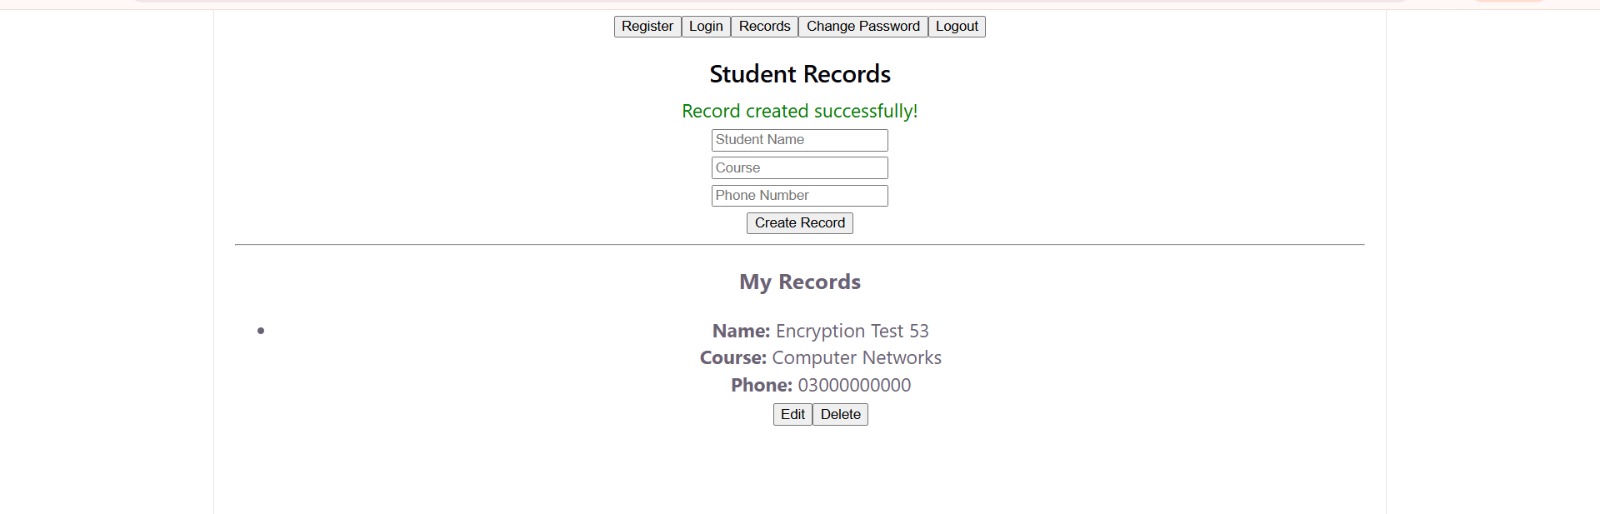 Register Login Records Change Password Logout
Student Records
Record created successfully!
Student Name
Course
Phone Number
Create Record
My Records
• Name: Encryption Test 53
Course: Computer Networks
Phone: 03000000000
Edit Delete